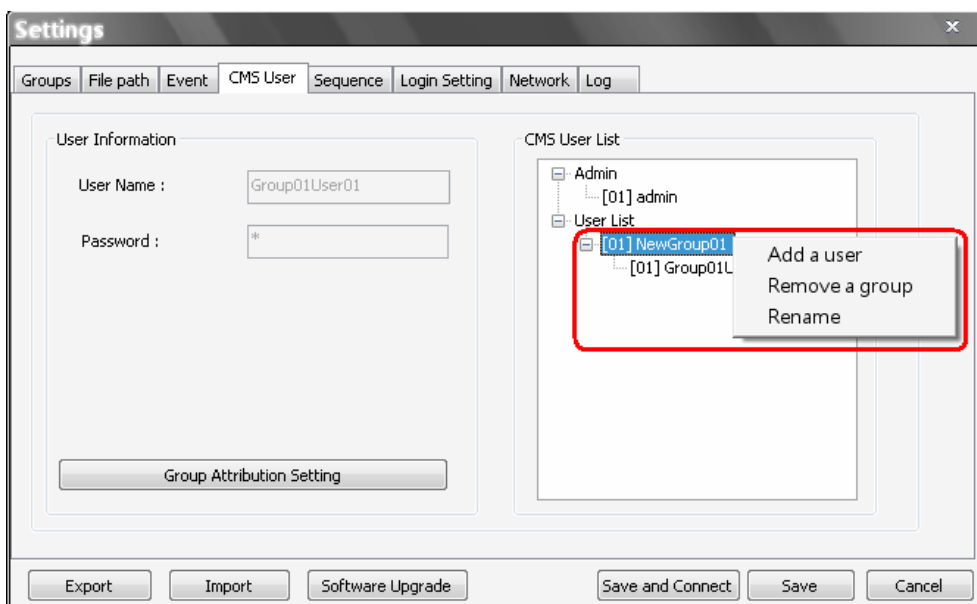 Settings
x
Groups File path Event CMS User Sequence Login Setting Network Log
User Information
User Name :
Group01User01
Password :
*
Group Attribution Setting
CMS User List
Admin
[01] admin
User List
[01] NewGroup01
[01] Group01U
Add a user
Remove a group
Rename
Export Import Software Upgrade Save and Connect Save Cancel